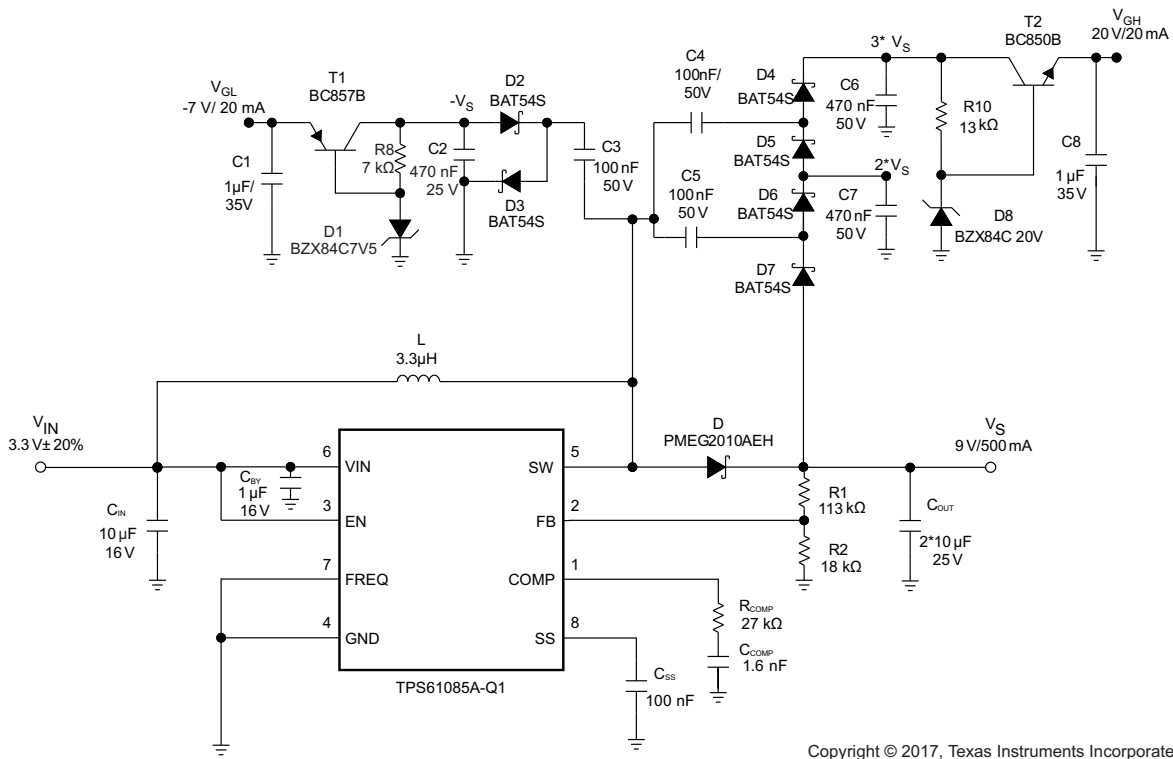 T2
BC850B
V_GH
20 V/20 mA
3* V_S
C4
100nF/
50V
D4
BAT54S
C6
470 nF
50 V
R10
13 kΩ
C8
1 µF
35 V
T1
BC857B
V_GL
-7 V/ 20 mA
-V_S
D2
BAT54S
C1
1µF/
35V
R8
7 kΩ
C2
470 nF
25 V
C3
100 nF
50 V
D3
BAT54S
D1
BZX84C7V5
D5
BAT54S
C5
100 nF
50 V
2*V_S
D6
BAT54S
C7
470 nF
50 V
D8
BZX84C 20V
D7
BAT54S
L
3.3µH
V_IN
3.3 V± 20%
D
PMEG2010AEH
V_S
9 V/500 mA
C_IN
10 µF
16 V
C_BY
1 µF
16 V
6
VIN
3
EN
7
FREQ
4
GND
SW
5
FB
2
COMP
1
SS
8
TPS61085A-Q1
R1
113 kΩ
R2
18 kΩ
C_OUT
2*10 µF
25 V
R_COMP
27 kΩ
C_COMP
1.6 nF
C_SS
100 nF
Copyright © 2017, Texas Instruments Incorporate